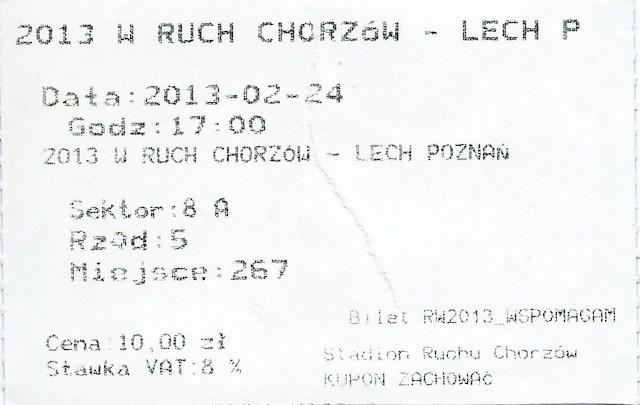 2013 W RUCH CHORZóW - LECH P
Data:2013-02-24
Godz:17:00
2013 W RUCH CHORZóW - LECH POZNAń
Sektor:8 A
Rząd:5
Miejsce:267
Bilet RW2013_WSPOMAGAM
Cena:10,00 zł
Stadion Ruchu Chorzów
Stawka VAT:8 %
KUPON ZACHOWAć